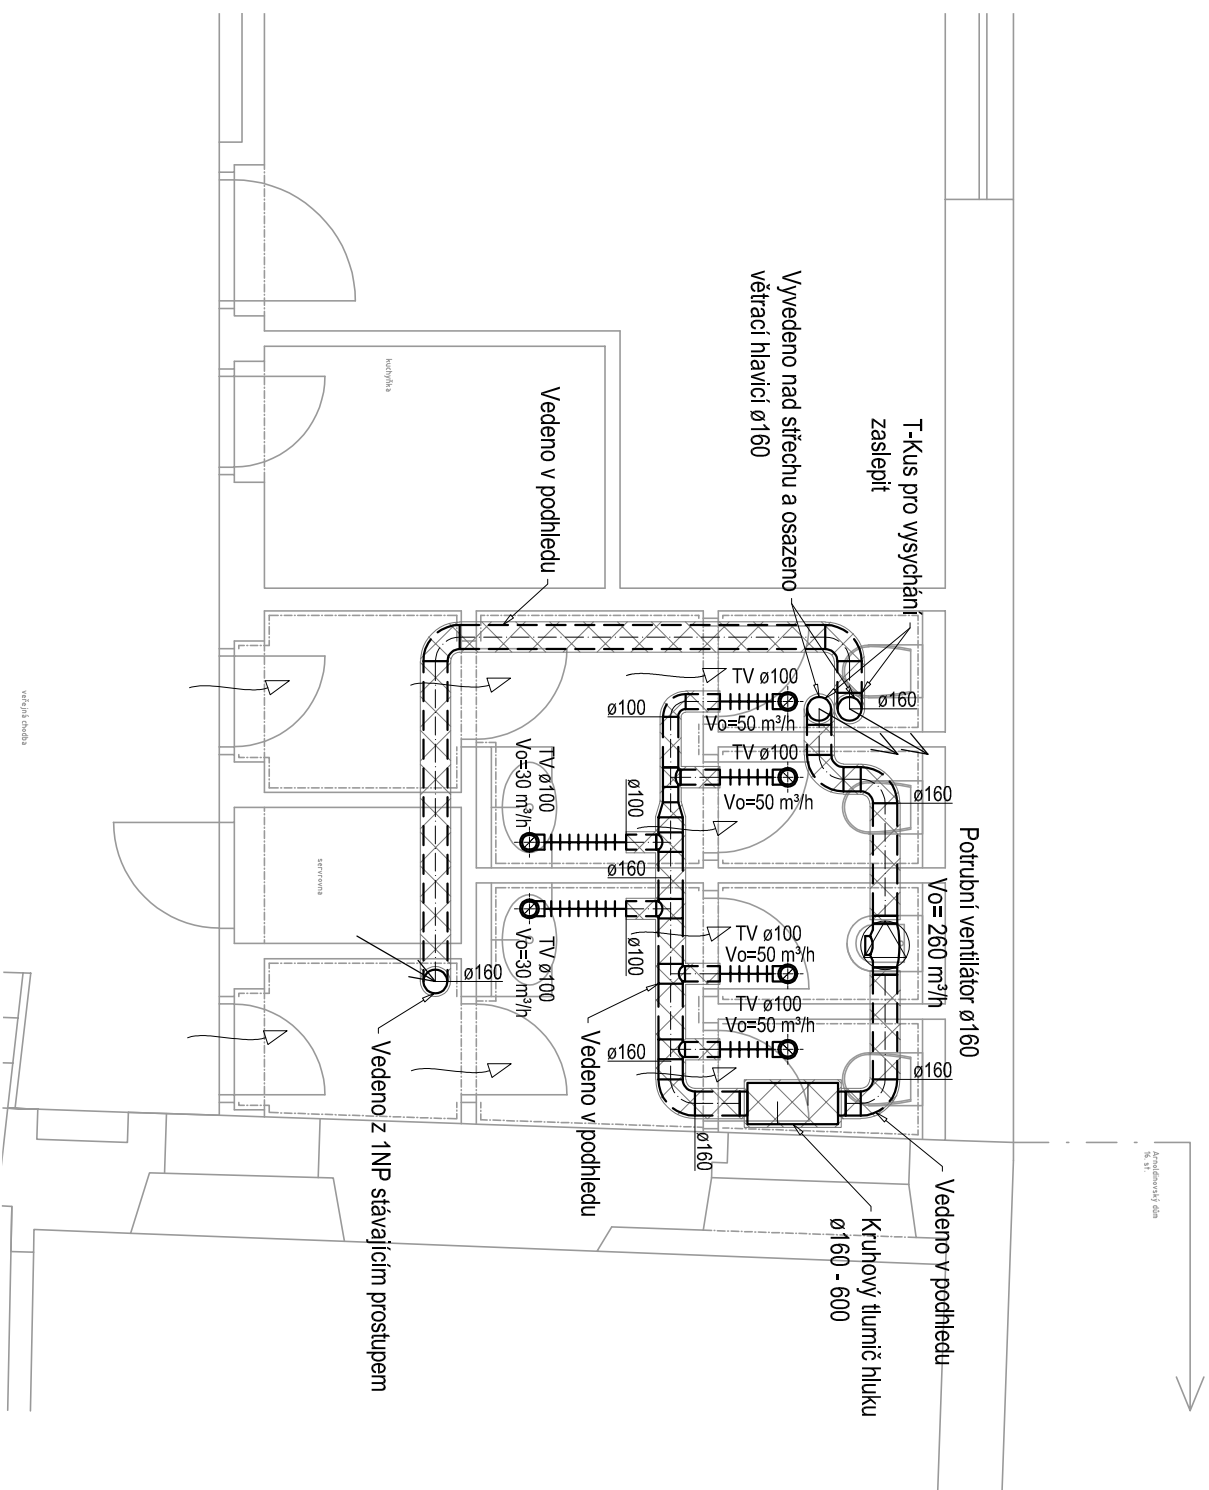 Vyvedeno nad střechu a osazeno
větrací hlavicí ø160
T-Kus pro vysychání
zaslepit
Vedeno v podhledu
kuchyňka
TV ø100
Vo=50 m³/h
ø100
ø160
TV ø100
Vo=50 m³/h
ø160
TV ø100
Vo=30 m³/h
ø100
ø160
Potrubní ventilátor ø160
Vo= 260 m³/h
veřejná chodba
servrovna
TV ø100
Vo=30 m³/h
ø100
TV ø100
Vo=50 m³/h
ø160
TV ø100
Vo=50 m³/h
ø160
ø160
ø160
Vedeno z 1NP stávajícím prostupem
Vedeno v podhledu
Vedeno v podhledu
Kruhový tlumič hluku
ø160 - 600
Arnoldinovský dům